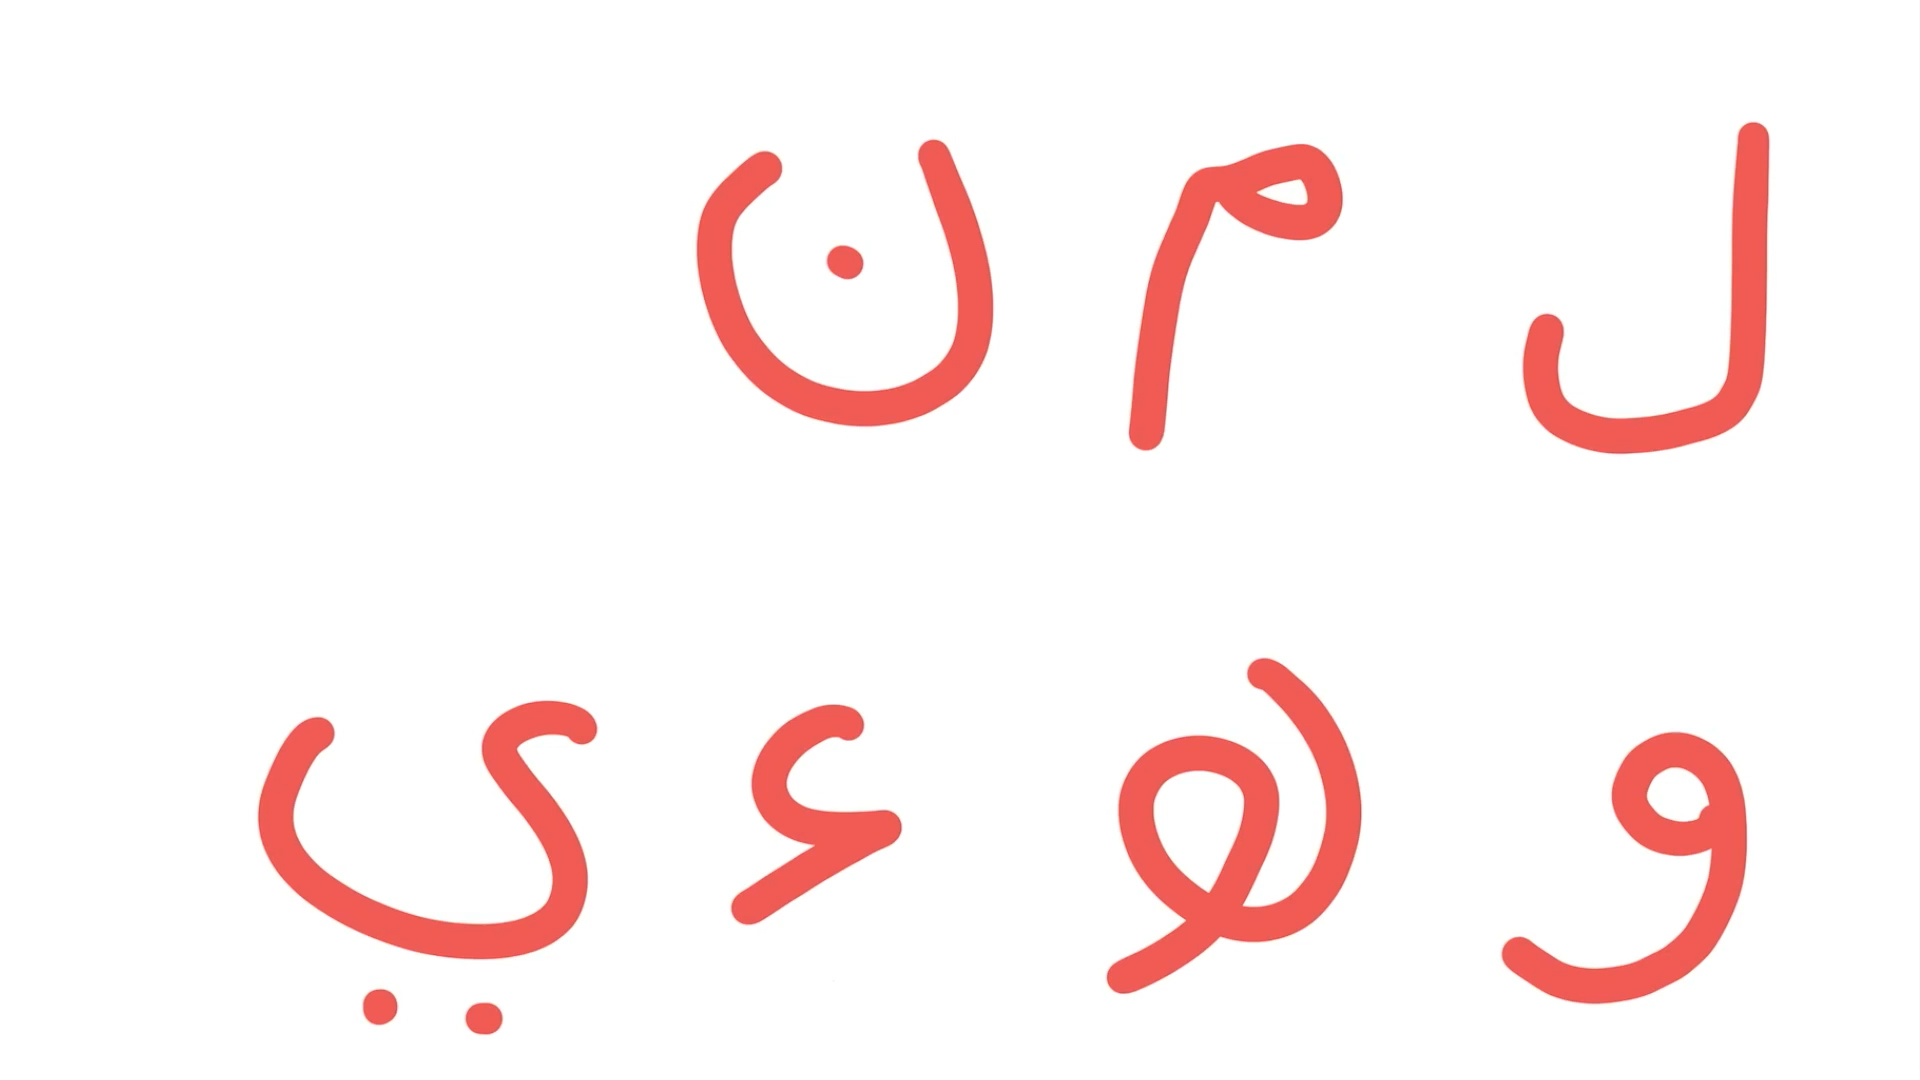 ل م ن
و ه ء ي